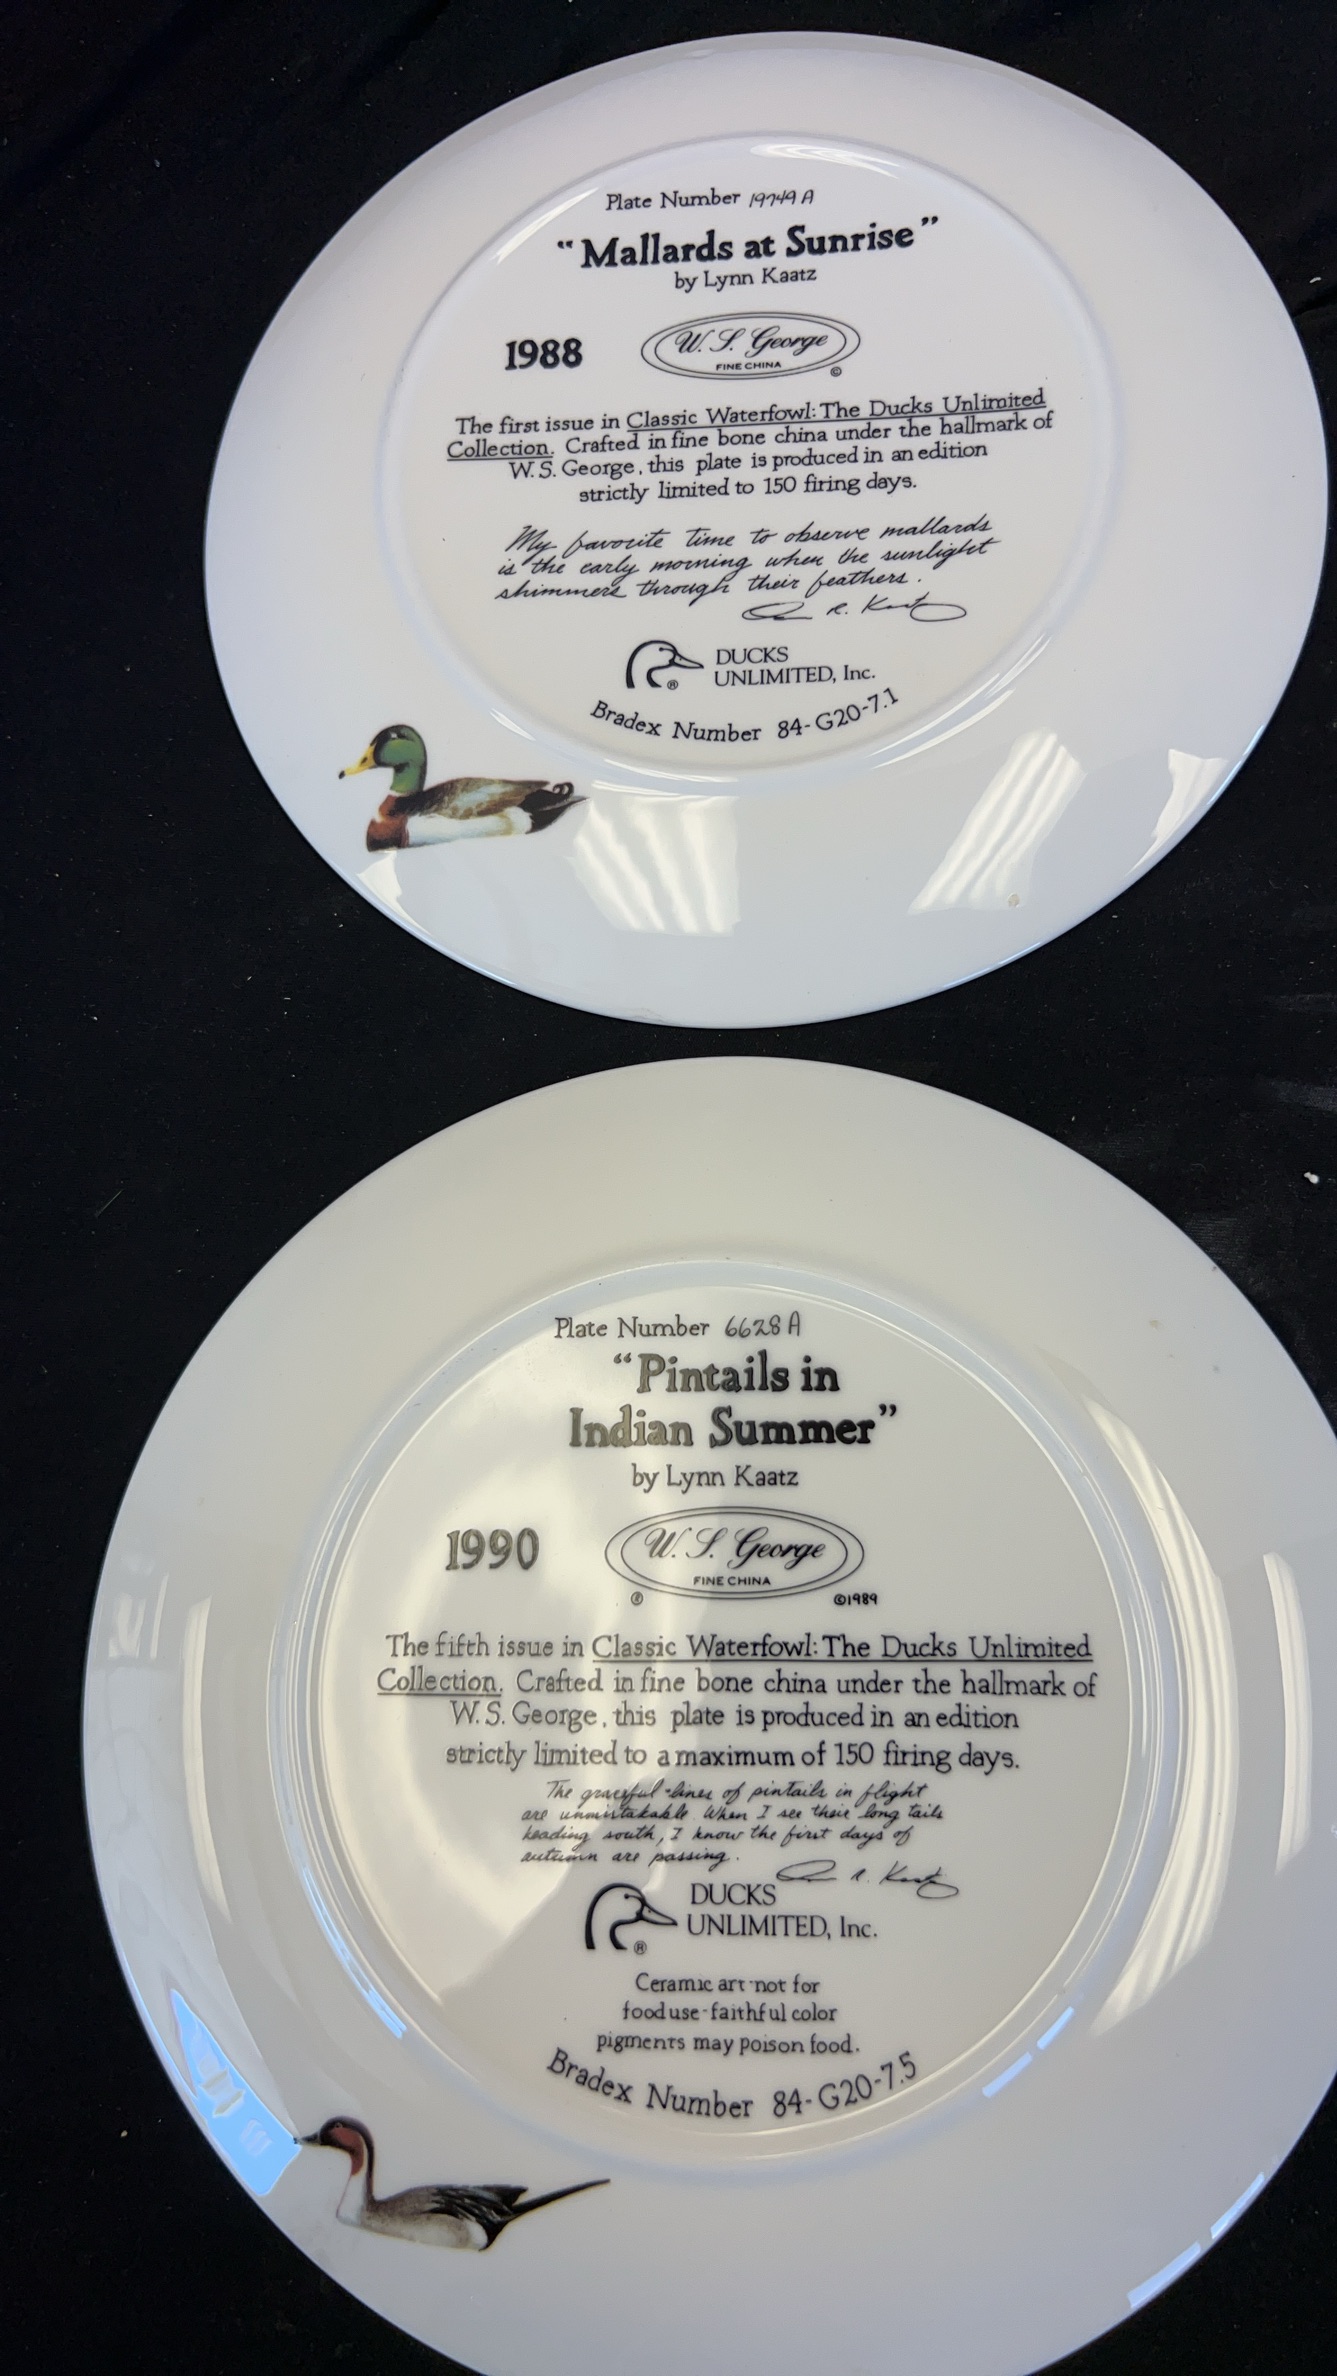 Plate Number 19749 A
"Mallards at Sunrise"
by Lynn Kaatz
1988
W. S. George
FINE CHINA
©
The first issue in Classic Waterfowl: The Ducks Unlimited
Collection. Crafted in fine bone china under the hallmark of
W. S. George, this plate is produced in an edition
strictly limited to 150 firing days.
My favorite time to observe mallards
is the early morning when the sunlight
shimmers through their feathers.
R. Kaatz
DUCKS
UNLIMITED, Inc.
®
Bradex Number 84-G20-7.1
Plate Number 6628 A
"Pintails in
Indian Summer"
by Lynn Kaatz
1990
W. S. George
FINE CHINA
® ©1989
The fifth issue in Classic Waterfowl: The Ducks Unlimited
Collection. Crafted in fine bone china under the hallmark of
W. S. George, this plate is produced in an edition
strictly limited to a maximum of 150 firing days.
The graceful lines of pintails in flight
are unmistakable. When I see their long tails
heading south, I know the first days of
autumn are passing.
R. Kaatz
DUCKS
UNLIMITED, Inc.
®
Ceramic art not for
food use-faithful color
pigments may poison food.
Bradex Number 84-G20-7.5